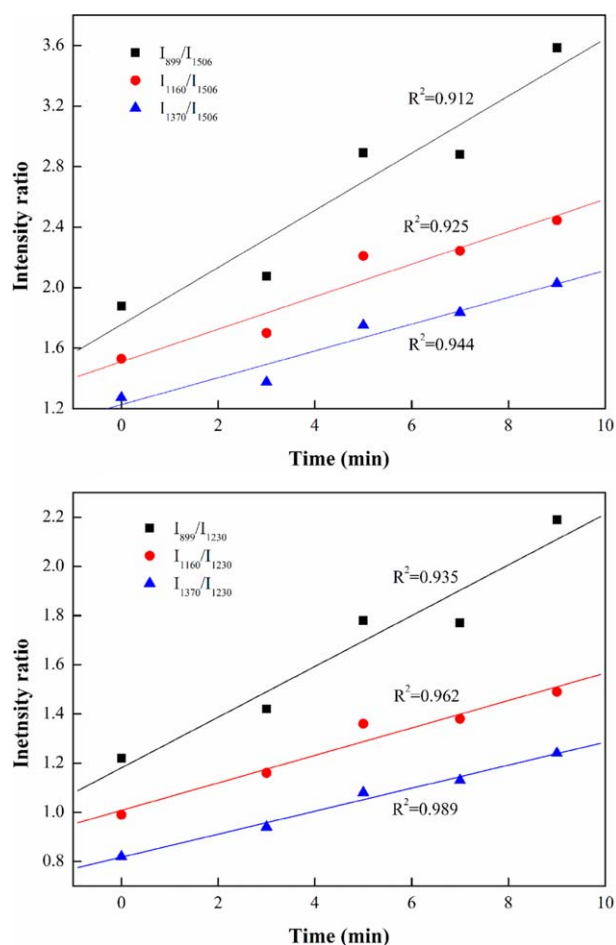 3.6
3.2
2.8
2.4
2.0
1.6
1.2
Intensity ratio
I899/I1506
I1160/I1506
I1370/I1506
R2=0.912
R2=0.925
R2=0.944
0 2 4 6 8 10
Time (min)
2.2
2.0
1.8
1.6
1.4
1.2
1.0
0.8
Inetnsity ratio
I899/I1230
I1160/I1230
I1370/I1230
R2=0.935
R2=0.962
R2=0.989
0 2 4 6 8 10
Time (min)